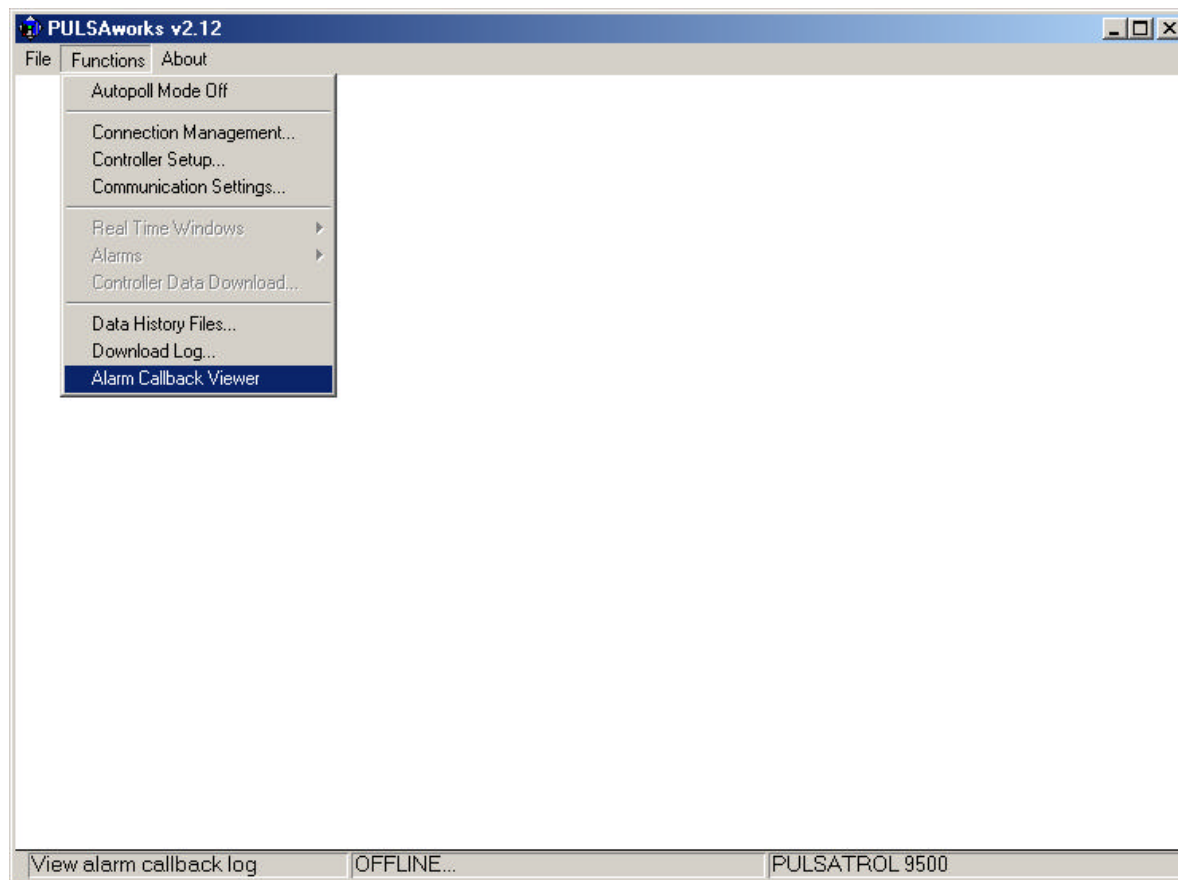 PULSAworks v2.12
File Functions About
Autopoll Mode Off
Connection Management...
Controller Setup...
Communication Settings...
Real Time Windows
Alarms
Controller Data Download...
Data History Files...
Download Log...
Alarm Callback Viewer
View alarm callback log OFFLINE... PULSATROL 9500